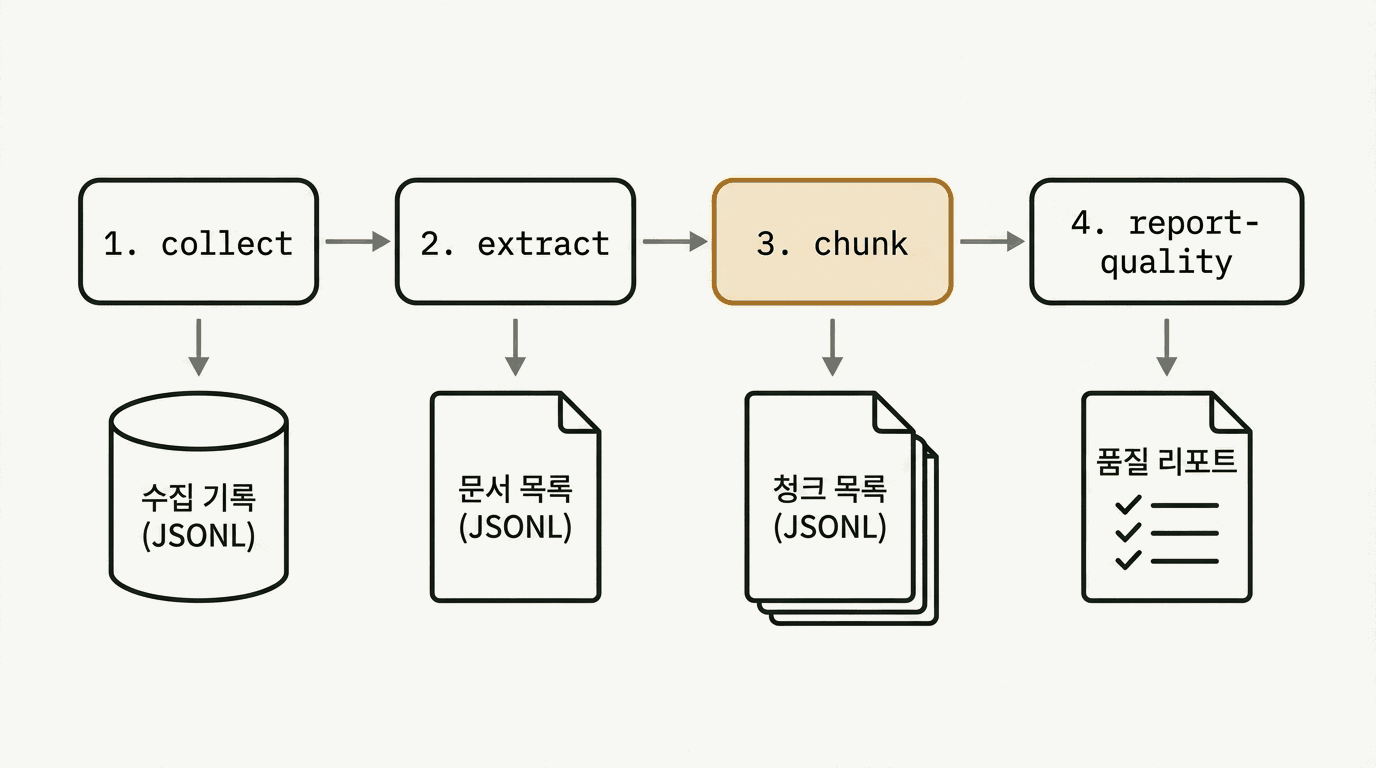 1. collect
2. extract
3. chunk
4. report-
quality
수집 기록
(JSONL)
문서 목록
(JSONL)
청크 목록
(JSONL)
품질 리포트